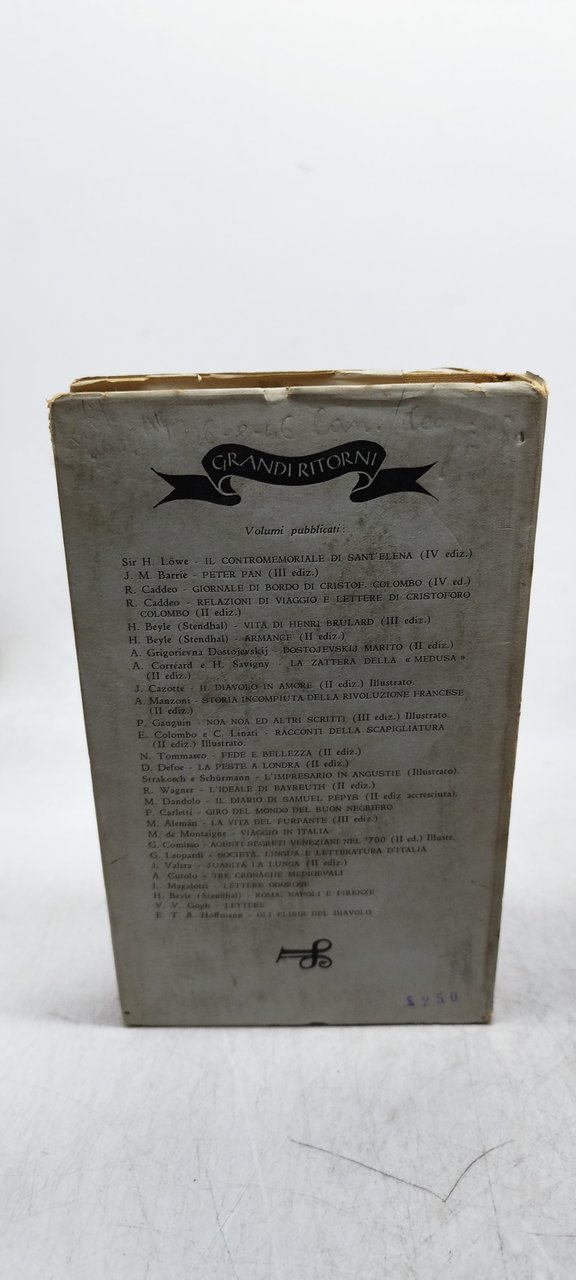 16-8-46
GRANDI RITORNI
Volumi pubblicati:
Sir H. Löwe - IL CONTROMEMORIALE DI SANT'ELENA (IV ediz.)
J. M. Barrie - PETER PAN (III ediz.)
R. Caddeo - GIORNALE DI BORDO DI CRISTOF. COLOMBO (IV ed.)
R. Caddeo - RELAZIONI DI VIAGGIO E LETTERE DI CRISTOFORO
COLOMBO (II ediz.)
H. Beyle (Stendhal) - VITA DI HENRI BRULARD (III ediz.)
H. Beyle (Stendhal) - ARMANCE (II ediz.)
A. Grigorievna Dostojevskij - DOSTOJEVSKIJ MARITO (II ediz.)
A. Corréard e H. Savigny - LA ZATTERA DELLA « MEDUSA »
(II ediz.)
J. Cazotte - IL DIAVOLO IN AMORE (II ediz.) Illustrato.
A. Manzoni - STORIA INCOMPIUTA DELLA RIVOLUZIONE FRANCESE
(II ediz.)
P. Gauguin - NOA NOA ED ALTRI SCRITTI (III ediz.) Illustrato.
E. Colombo e C. Linati - RACCONTI DELLA SCAPIGLIATURA
(II ediz.) Illustrato.
N. Tommaseo - FEDE E BELLEZZA (II ediz.)
D. Defoe - LA PESTE A LONDRA (II ediz.)
Strakosch e Schürmann - L'IMPRESARIO IN ANGUSTIE (Illustrato).
R. Wagner - L'IDEALE DI BAYREUTH (II ediz.)
M. Dandolo - IL DIARIO DI SAMUEL PEPYS (II ediz accresciuta).
F. Carletti - GIRO DEL MONDO DEL BUON NEGRIERO
M. Alemán - LA VITA DEL FURFANTE (III ediz.)
M. de Montaigne - VIAGGIO IN ITALIA
G. Comisso - AGENTI SEGRETI VENEZIANI NEL '700 (II ed.) Illustr.
G. Leopardi - SOCIETÀ, LINGUA E LETTERATURA D'ITALIA
J. Valera - JUANITA LA LUNGA (II ediz.)
A. Cutolo - TRE CRONACHE MEDIOEVALI
L. Magalotti - LETTERE ODOROSE
H. Beyle (Stendhal) - ROMA, NAPOLI E FIRENZE
V. V. Gogh - LETTERE
E. T. A. Hoffmann - GLI ELISIR DEL DIAVOLO
£ 250